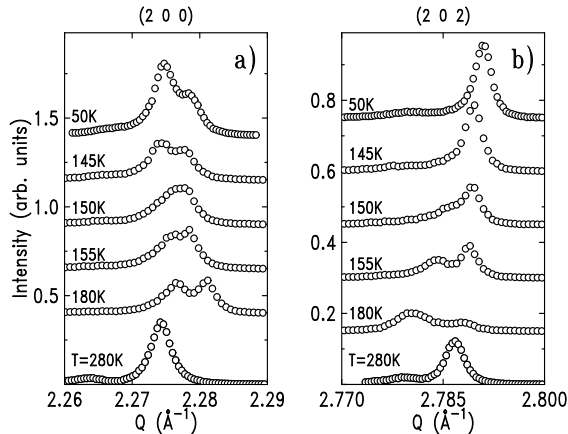 (2 0 0)
(2 0 2)
a)
b)
Intensity (arb. units)
1.5
1.0
0.5
50K
145K
150K
155K
180K
T=280K
2.26
2.27
2.28
2.29
Q (Å⁻¹)
0.8
0.6
0.4
0.2
50K
145K
150K
155K
180K
T=280K
2.770
2.785
2.800
Q (Å⁻¹)